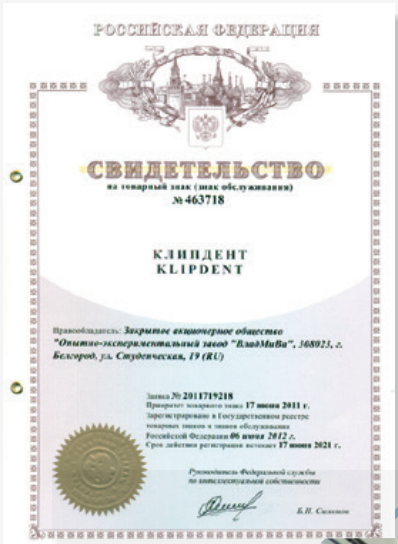 РОССИЙСКАЯ ФЕДЕРАЦИЯ
СВИДЕТЕЛЬСТВО
на товарный знак (знак обслуживания)
№ 463718
КЛИПДЕНТ
KLIPDENT
Правообладатель: Закрытое акционерное общество
"Опытно-экспериментальный завод "ВладМиВа", 308023, г.
Белгород, ул. Студенческая, 19 (RU)
Заявка № 2011719218
Приоритет товарного знака 17 июня 2011 г.
Зарегистрировано в Государственном реестре
товарных знаков и знаков обслуживания
Российской Федерации 06 июня 2012 г.
Срок действия регистрации истекает 17 июня 2021 г.
Руководитель Федеральной службы
по интеллектуальной собственности
Б.П. Симонов